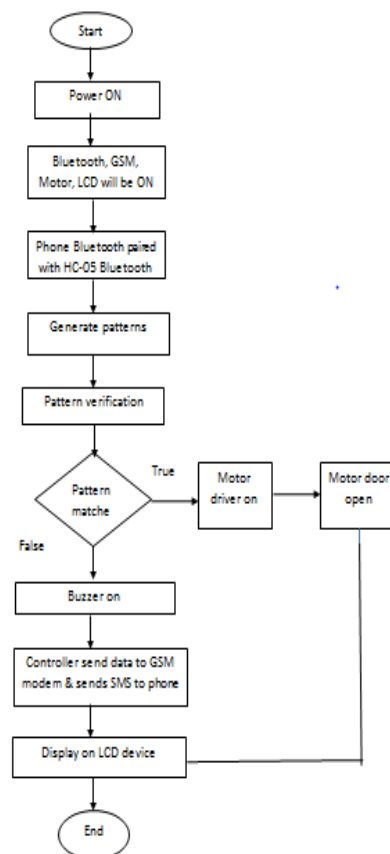 Start
Power ON
Bluetooth, GSM,
Motor, LCD will be ON
Phone Bluetooth paired
with HC-05 Bluetooth
Generate patterns
Pattern verification
Pattern
matche
True
Motor
driver on
Motor door
open
False
Buzzer on
Controller send data to GSM
modem & sends SMS to phone
Display on LCD device
End